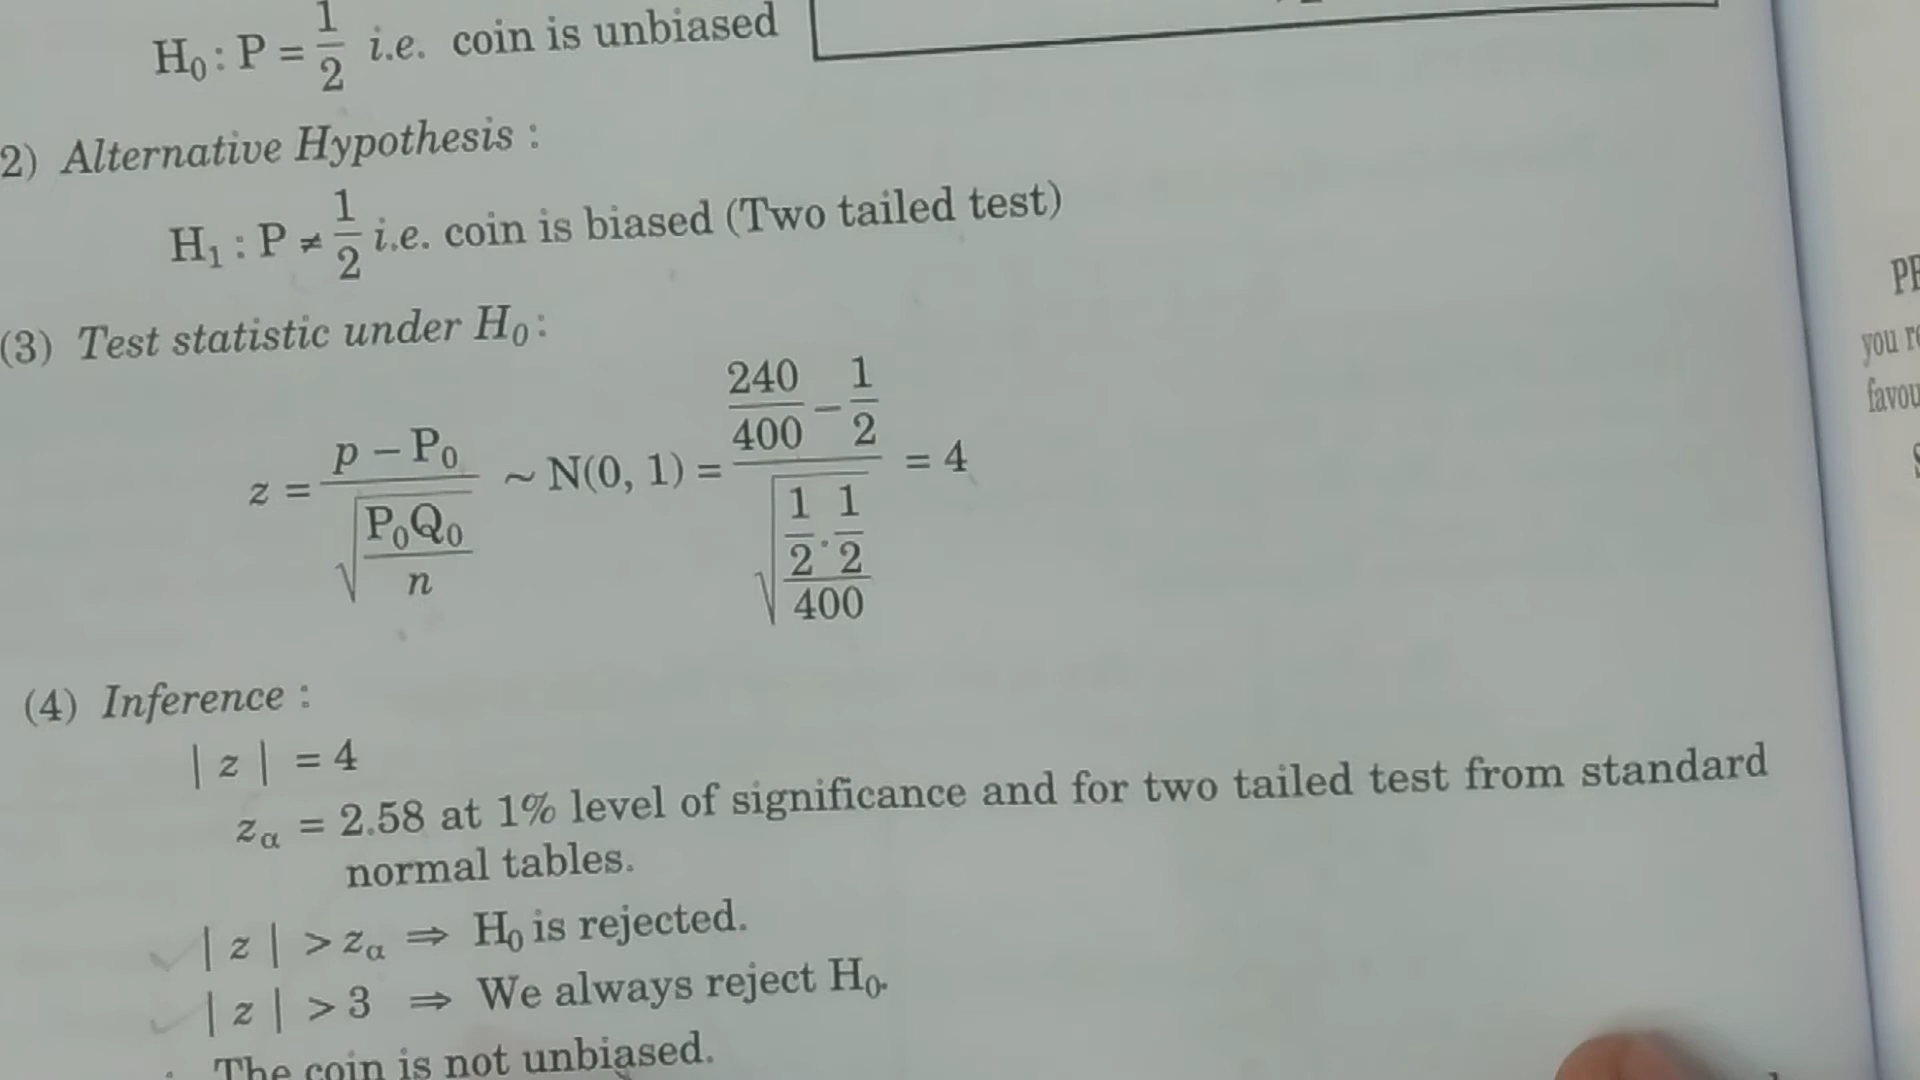 H₀ : P = 1/2 i.e. coin is unbiased
2) Alternative Hypothesis :
H₁ : P ≠ 1/2 i.e. coin is biased (Two tailed test)
(3) Test statistic under H₀ :
z = (p − P₀)/√(P₀Q₀/n) ~ N(0, 1) = (240/400 − 1/2)/√((1/2 · 1/2)/400) = 4
(4) Inference :
| z | = 4
zα = 2.58 at 1% level of significance and for two tailed test from standard
normal tables.
| z | > zα ⇒ H₀ is rejected.
| z | > 3 ⇒ We always reject H₀.
The coin is not unbiased.
you